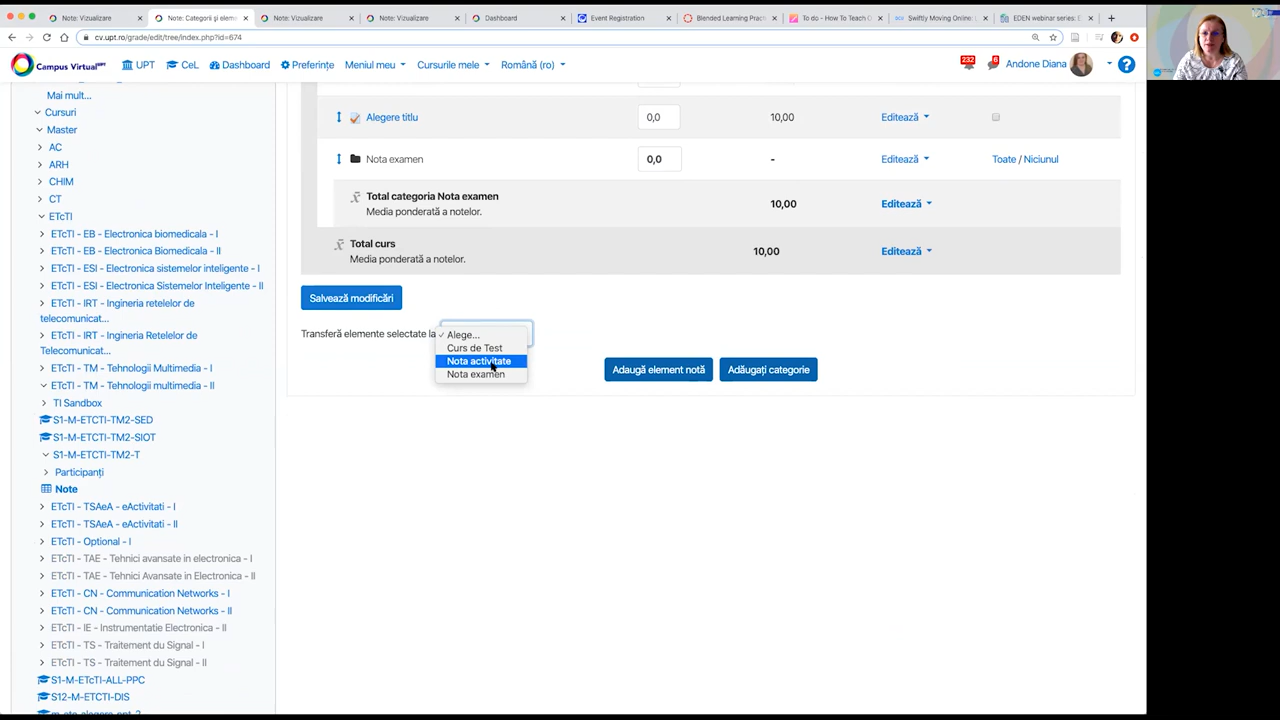 Note: Vizualizare
Note: Categorii și eleme
Note: Vizualizare
Note: Vizualizare
Dashboard
Event Registration
Blended Learning Practi
To do - How To Teach O
Swiftly Moving Online: L
EDEN webinar series: E
cv.upt.ro/grade/edit/tree/index.php?id=674
Campus Virtual UPT
UPT
CeL
Dashboard
Preferințe
Meniul meu
Cursurile mele
Română (ro)
232
6
Andone Diana
Mai mult...
Cursuri
Master
AC
ARH
CHIM
CT
ETcTI
ETcTI - EB - Electronica biomedicala - I
ETcTI - EB - Electronica Biomedicala - II
ETcTI - ESI - Electronica sistemelor inteligente - I
ETcTI - ESI - Electronica Sistemelor Inteligente - II
ETcTI - IRT - Ingineria retelelor de
telecomunicat...
ETcTI - IRT - Ingineria Retelelor de
Telecomunicat...
ETcTI - TM - Tehnologii Multimedia - I
ETcTI - TM - Tehnologii multimedia - II
TI Sandbox
S1-M-ETCTI-TM2-SED
S1-M-ETCTI-TM2-SIOT
S1-M-ETCTI-TM2-T
Participanți
Note
ETcTI - TSAeA - eActivitati - I
ETcTI - TSAeA - eActivitati - II
ETcTI - Optional - I
ETcTI - TAE - Tehnici avansate in electronica - I
ETcTI - TAE - Tehnici Avansate in Electronica - II
ETcTI - CN - Communication Networks - I
ETcTI - CN - Communication Networks - II
ETcTI - IE - Instrumentatie Electronica - II
ETcTI - TS - Traitement du Signal - I
ETcTI - TS - Traitement du Signal - II
S1-M-ETcTI-ALL-PPC
S12-M-ETCTI-DIS
Alegere titlu
0,0
10,00
Editează
Nota examen
0,0
-
Editează
Toate / Niciunul
Total categoria Nota examen
Media ponderată a notelor.
10,00
Editează
Total curs
Media ponderată a notelor.
10,00
Editează
Salvează modificări
Transferă elemente selectate la
Alege...
Curs de Test
Nota activitate
Nota examen
Adaugă element notă
Adăugați categorie